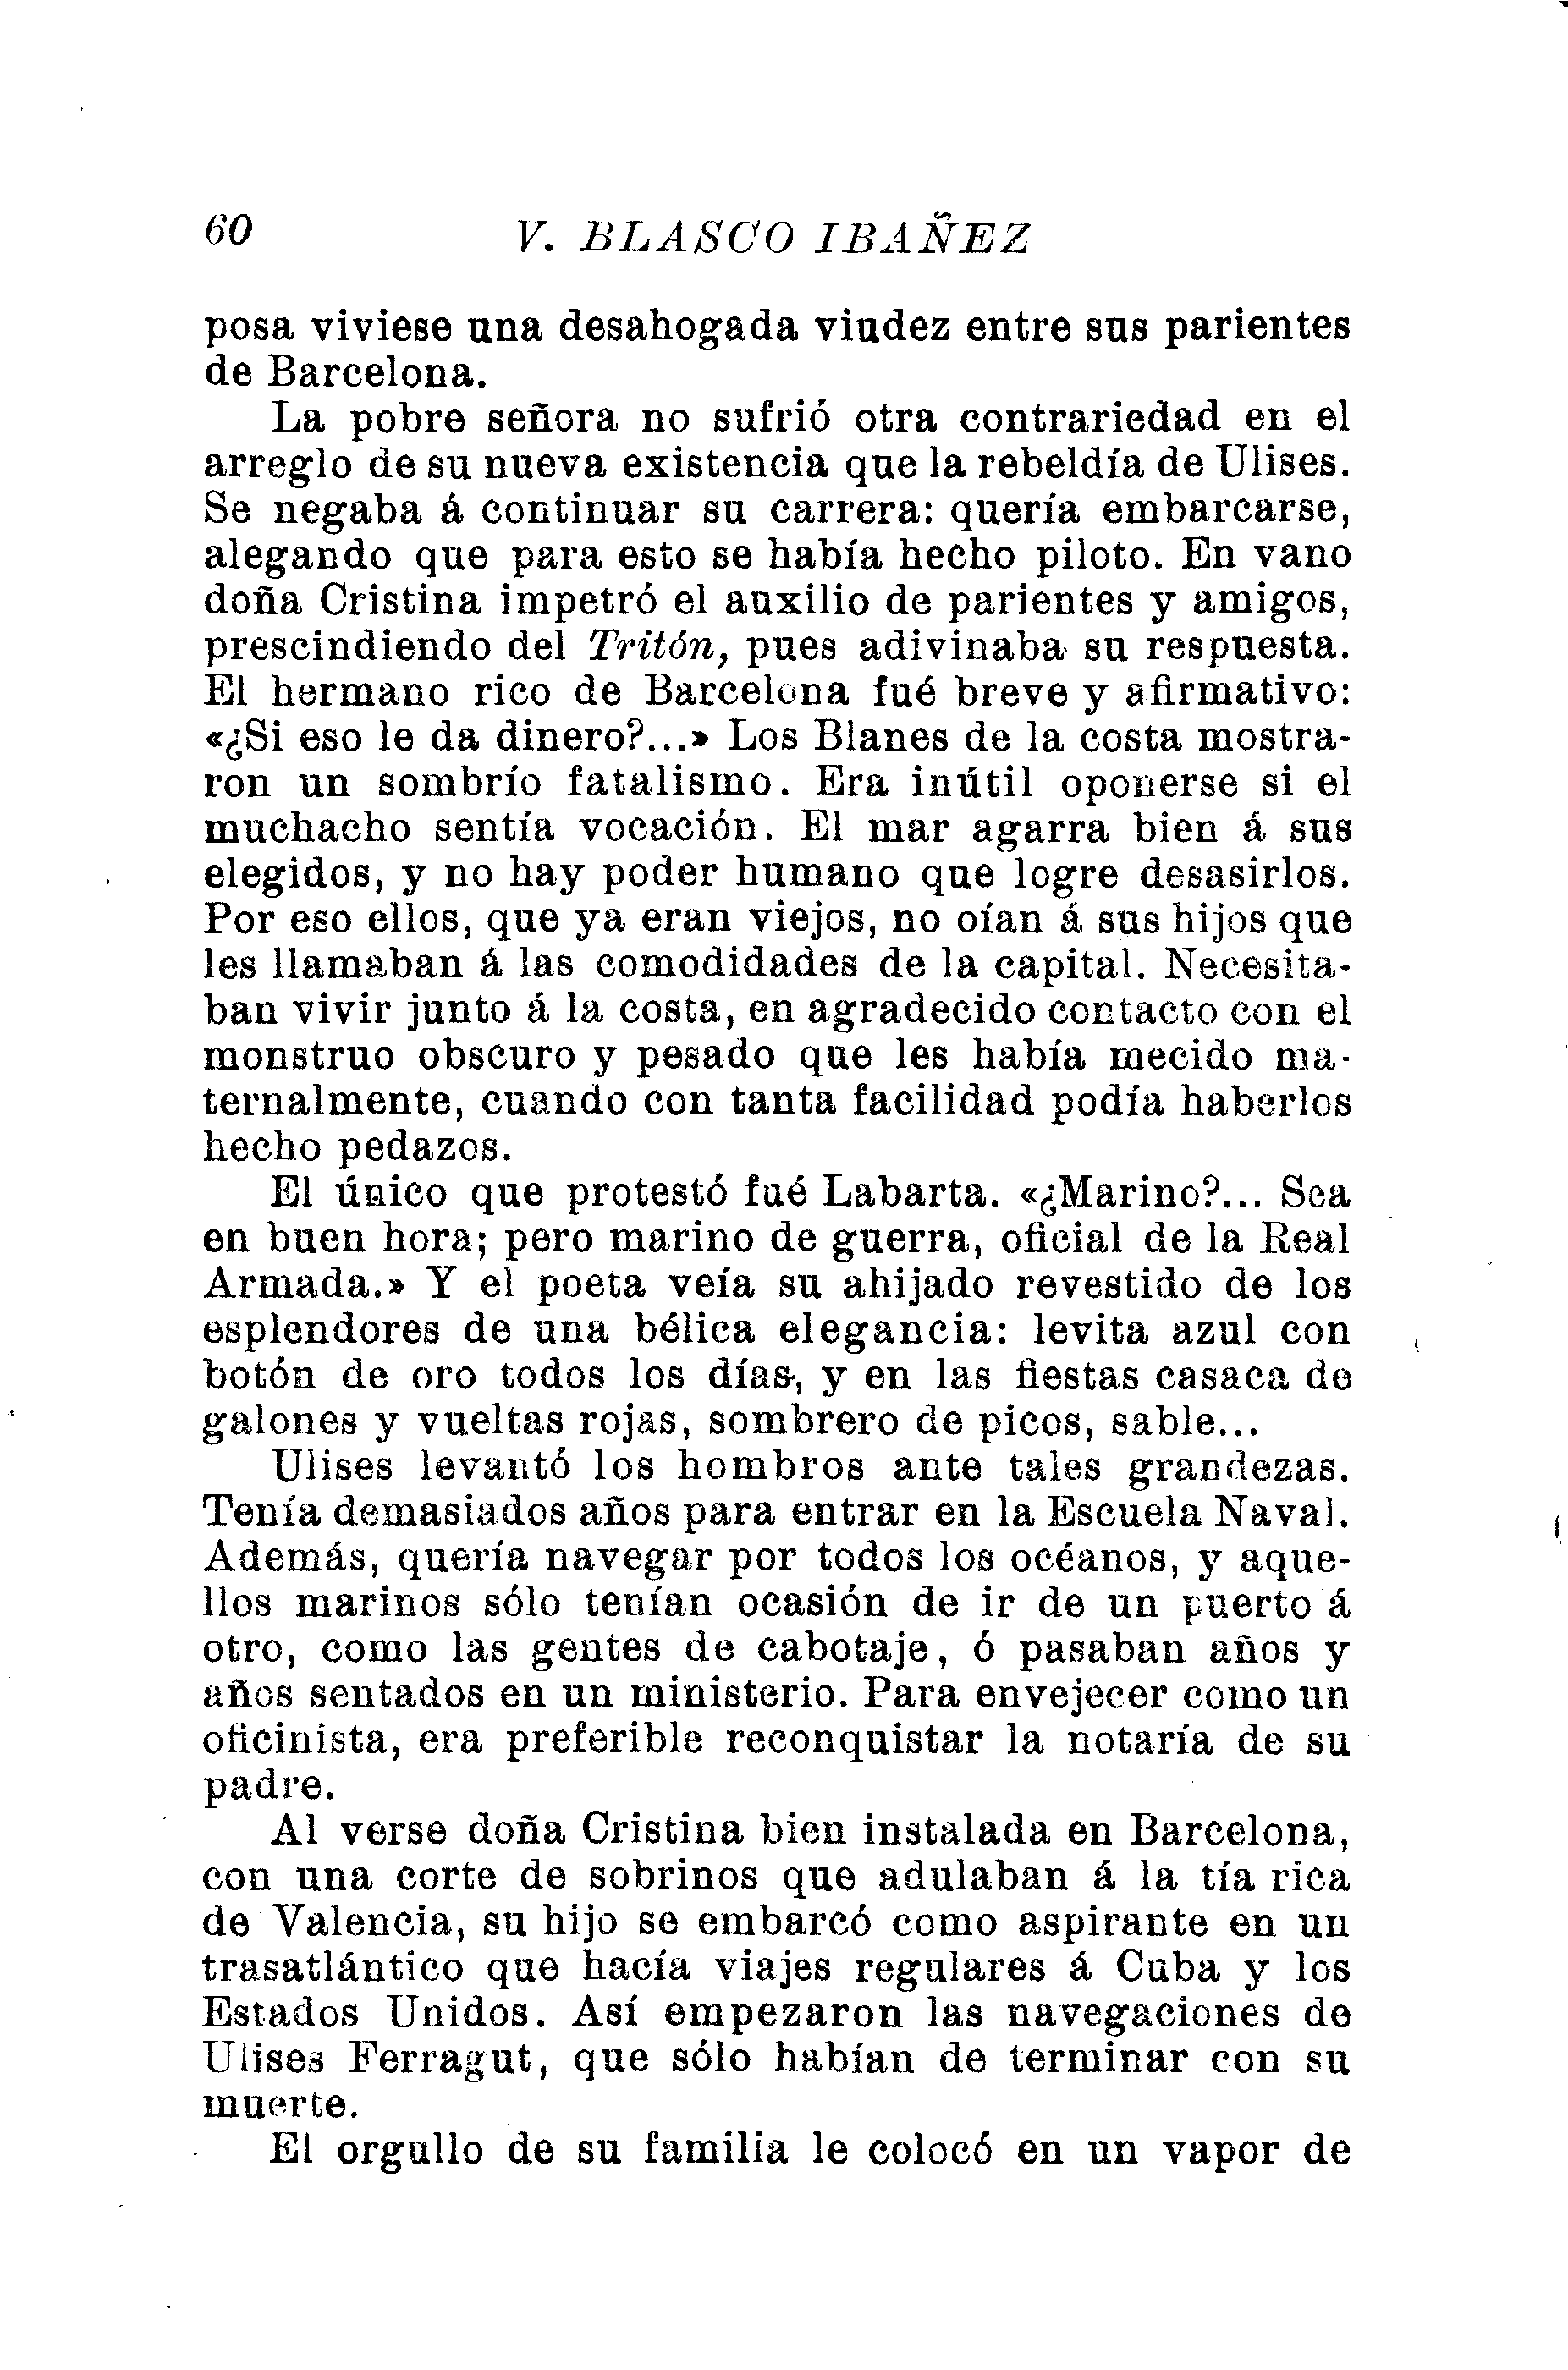 60 V. BLASCO IBAÑEZ
posa viviese una desahogada viudez entre sus parientes
de Barcelona.
La pobre señora no sufrió otra contrariedad en el
arreglo de su nueva existencia que la rebeldía de Ulises.
Se negaba á continuar su carrera: quería embarcarse,
alegando que para esto se había hecho piloto. En vano
doña Cristina impetró el auxilio de parientes y amigos,
prescindiendo del Tritón, pues adivinaba su respuesta.
El hermano rico de Barcelona fué breve y afirmativo:
«¿Si eso le da dinero?...» Los Blanes de la costa mostra-
ron un sombrío fatalismo. Era inútil oponerse si el
muchacho sentía vocación. El mar agarra bien á sus
elegidos, y no hay poder humano que logre desasirlos.
Por eso ellos, que ya eran viejos, no oían á sus hijos que
les llamaban á las comodidades de la capital. Necesita-
ban vivir junto á la costa, en agradecido contacto con el
monstruo obscuro y pesado que les había mecido ma-
ternalmente, cuando con tanta facilidad podía haberlos
hecho pedazos.
El único que protestó fué Labarta. «¿Marino?... Sea
en buen hora; pero marino de guerra, oficial de la Real
Armada.» Y el poeta veía su ahijado revestido de los
esplendores de una bélica elegancia: levita azul con
botón de oro todos los días, y en las fiestas casaca de
galones y vueltas rojas, sombrero de picos, sable...
Ulises levantó los hombros ante tales grandezas.
Tenía demasiados años para entrar en la Escuela Naval.
Además, quería navegar por todos los océanos, y aque-
llos marinos sólo tenían ocasión de ir de un puerto á
otro, como las gentes de cabotaje, ó pasaban años y
años sentados en un ministerio. Para envejecer como un
oficinista, era preferible reconquistar la notaría de su
padre.
Al verse doña Cristina bien instalada en Barcelona,
con una corte de sobrinos que adulaban á la tía rica
de Valencia, su hijo se embarcó como aspirante en un
trasatlántico que hacía viajes regulares á Cuba y los
Estados Unidos. Así empezaron las navegaciones de
Ulises Ferragut, que sólo habían de terminar con su
muerte.
El orgullo de su familia le colocó en un vapor de